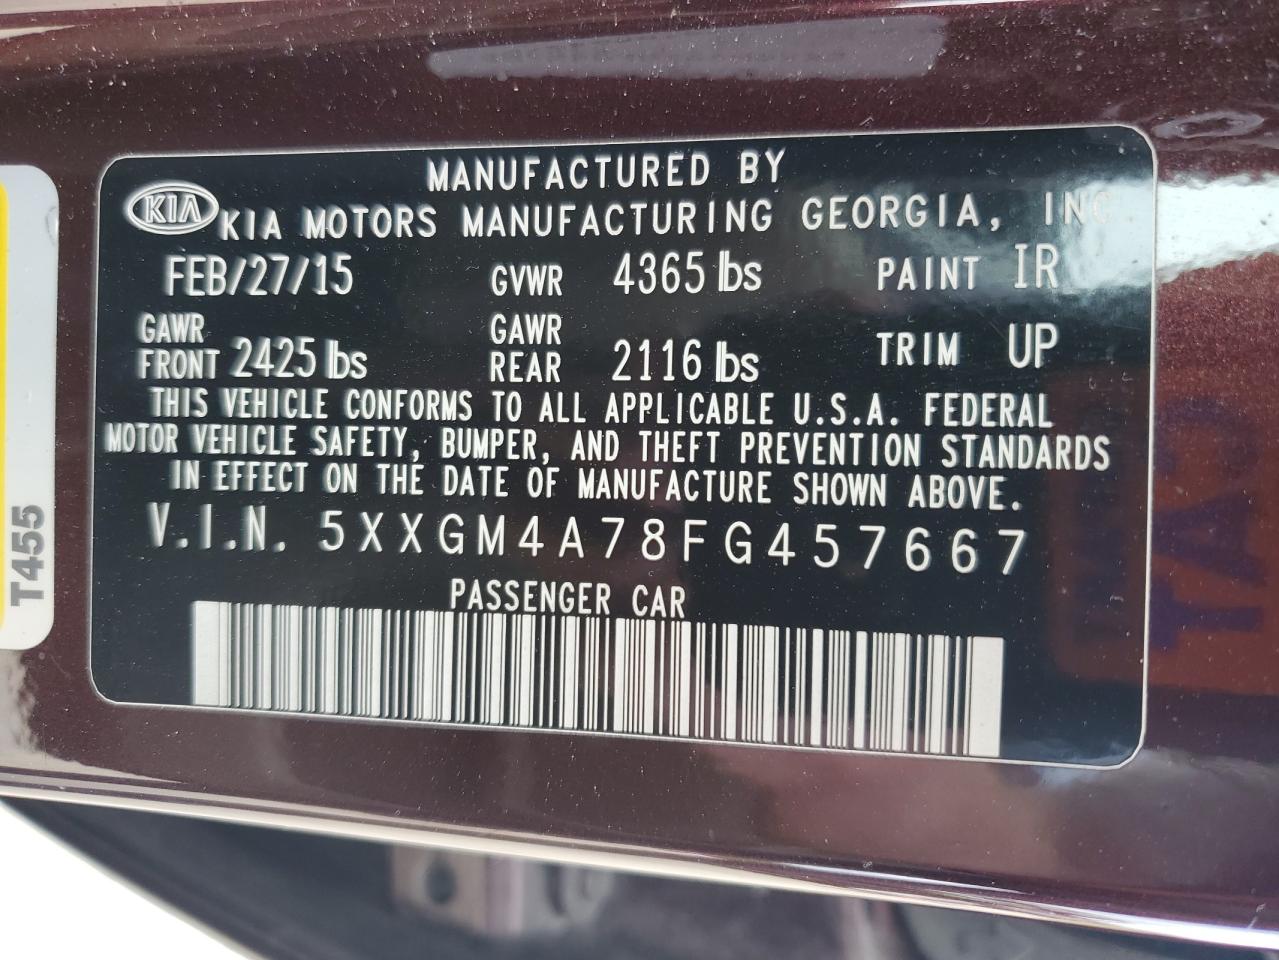 MANUFACTURED BY
KIA KIA MOTORS MANUFACTURING GEORGIA, INC
FEB/27/15 GVWR 4365 lbs PAINT IR
GAWR FRONT 2425 lbs GAWR REAR 2116 lbs TRIM UP
THIS VEHICLE CONFORMS TO ALL APPLICABLE U.S.A. FEDERAL
MOTOR VEHICLE SAFETY, BUMPER, AND THEFT PREVENTION STANDARDS
IN EFFECT ON THE DATE OF MANUFACTURE SHOWN ABOVE.
V.I.N. 5XXGM4A78FG457667
PASSENGER CAR
T455